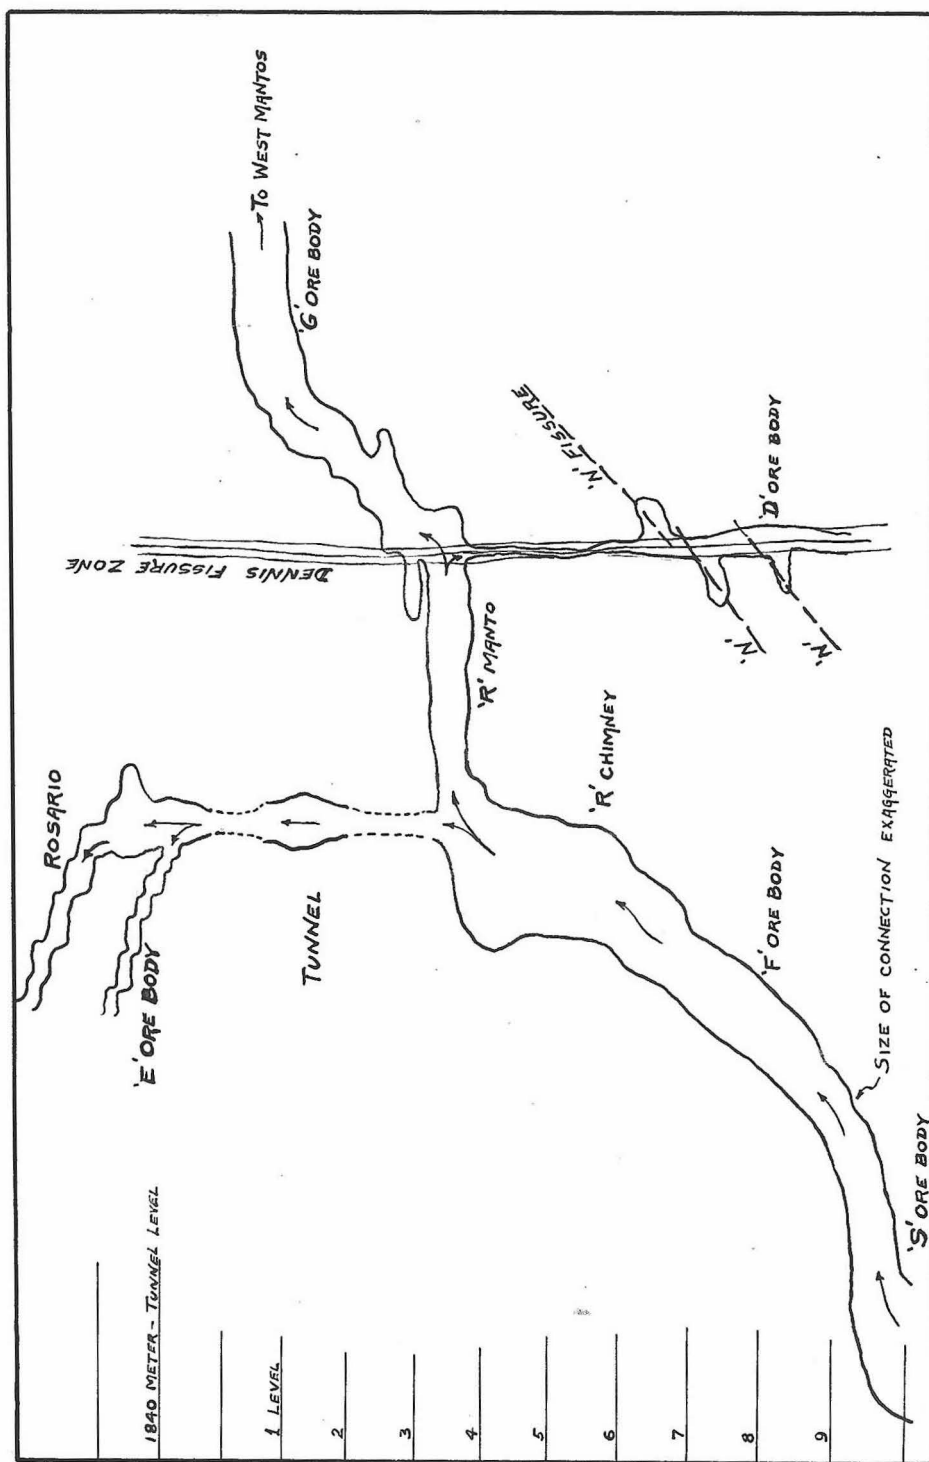 ROSARIO
'E' ORE BODY
TUNNEL
DENNIS FISSURE ZONE
→ TO WEST MANTOS
'G' ORE BODY
'R' MANTO
'R' CHIMNEY
'N' FISSURE
'N'
'N'
'D' ORE BODY
'F' ORE BODY
SIZE OF CONNECTION EXAGGERATED
'S' ORE BODY
1840 METER - TUNNEL LEVEL
1 LEVEL
2
3
4
5
6
7
8
9